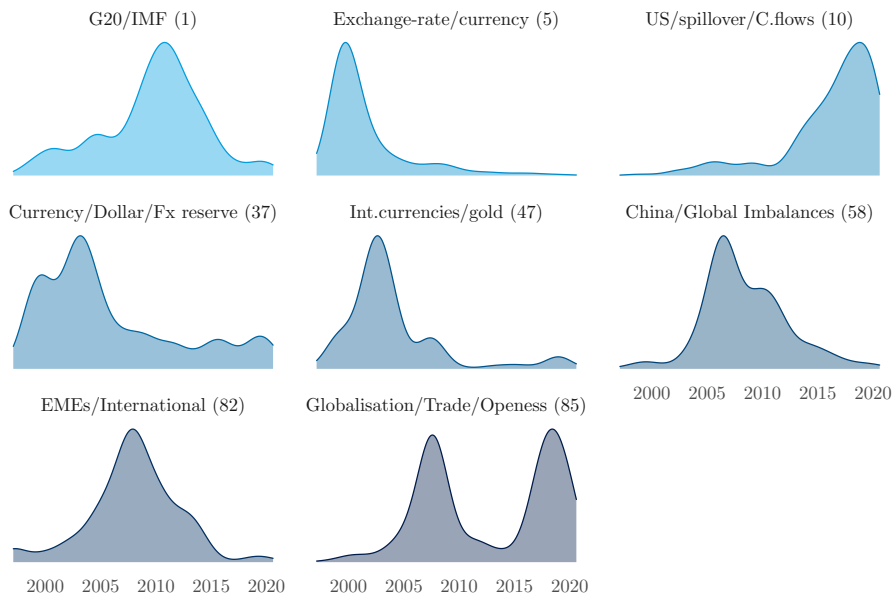 G20/IMF (1)
Exchange-rate/currency (5)
US/spillover/C.flows (10)
Currency/Dollar/Fx reserve (37)
Int.currencies/gold (47)
China/Global Imbalances (58)
2000 2005 2010 2015 2020
EMEs/International (82)
Globalisation/Trade/Openess (85)
2000 2005 2010 2015 2020
2000 2005 2010 2015 2020